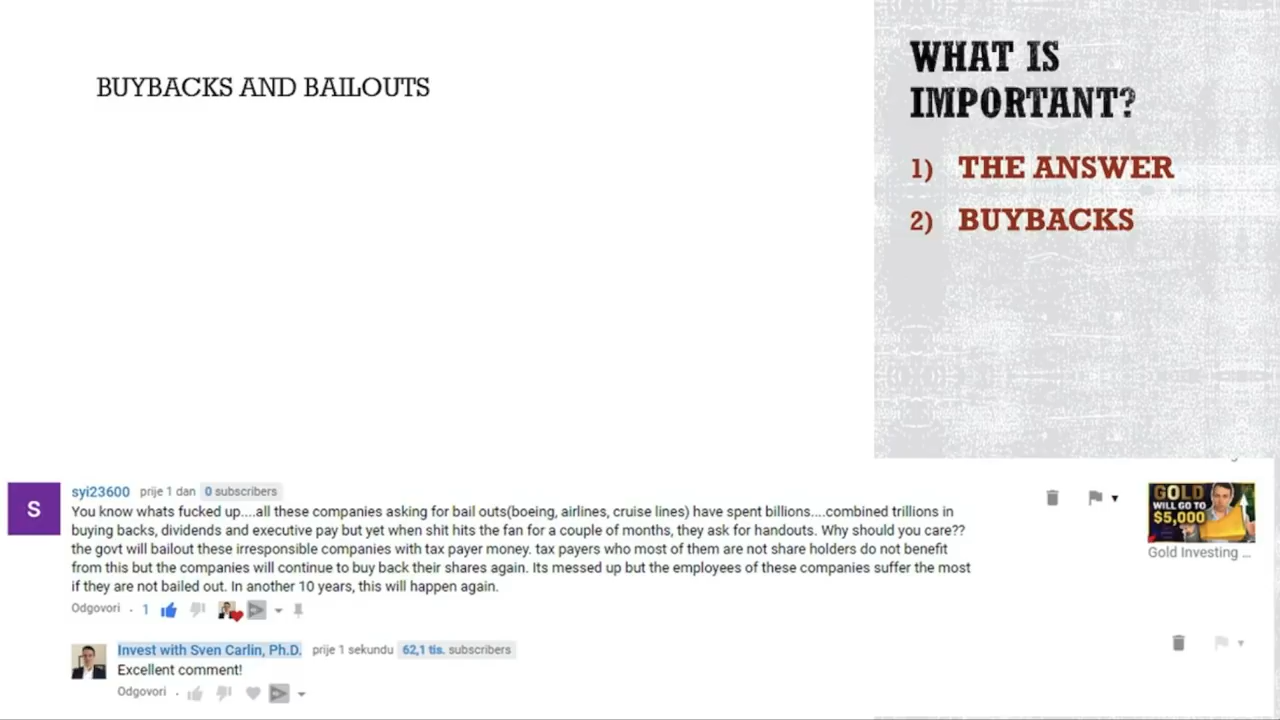 BUYBACKS AND BAILOUTS
WHAT IS
IMPORTANT?
1) THE ANSWER
2) BUYBACKS
S
syi23600 prije 1 dan 0 subscribers
You know whats fucked up....all these companies asking for bail outs(boeing, airlines, cruise lines) have spent billions....combined trillions in
buying backs, dividends and executive pay but yet when shit hits the fan for a couple of months, they ask for handouts. Why should you care??
the govt will bailout these irresponsible companies with tax payer money. tax payers who most of them are not share holders do not benefit
from this but the companies will continue to buy back their shares again. Its messed up but the employees of these companies suffer the most
if they are not bailed out. In another 10 years, this will happen again.
Odgovori . 1
GOLD
WILL GO TO
$5,000
Gold Investing ...
Invest with Sven Carlin, Ph.D. prije 1 sekundu 62,1 tis. subscribers
Excellent comment!
Odgovori .